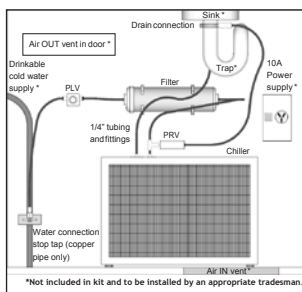 Sink*
Drain connection
Air OUT vent in door *
Drinkable
cold water
supply *
PLV
Filter
Trap*
10A
Power
supply *
1/4" tubing
and fittings
PRV
Chiller
Water connection
stop tap (copper
pipe only)
Air IN vent*
*Not included in kit and to be installed by an appropriate tradesman.